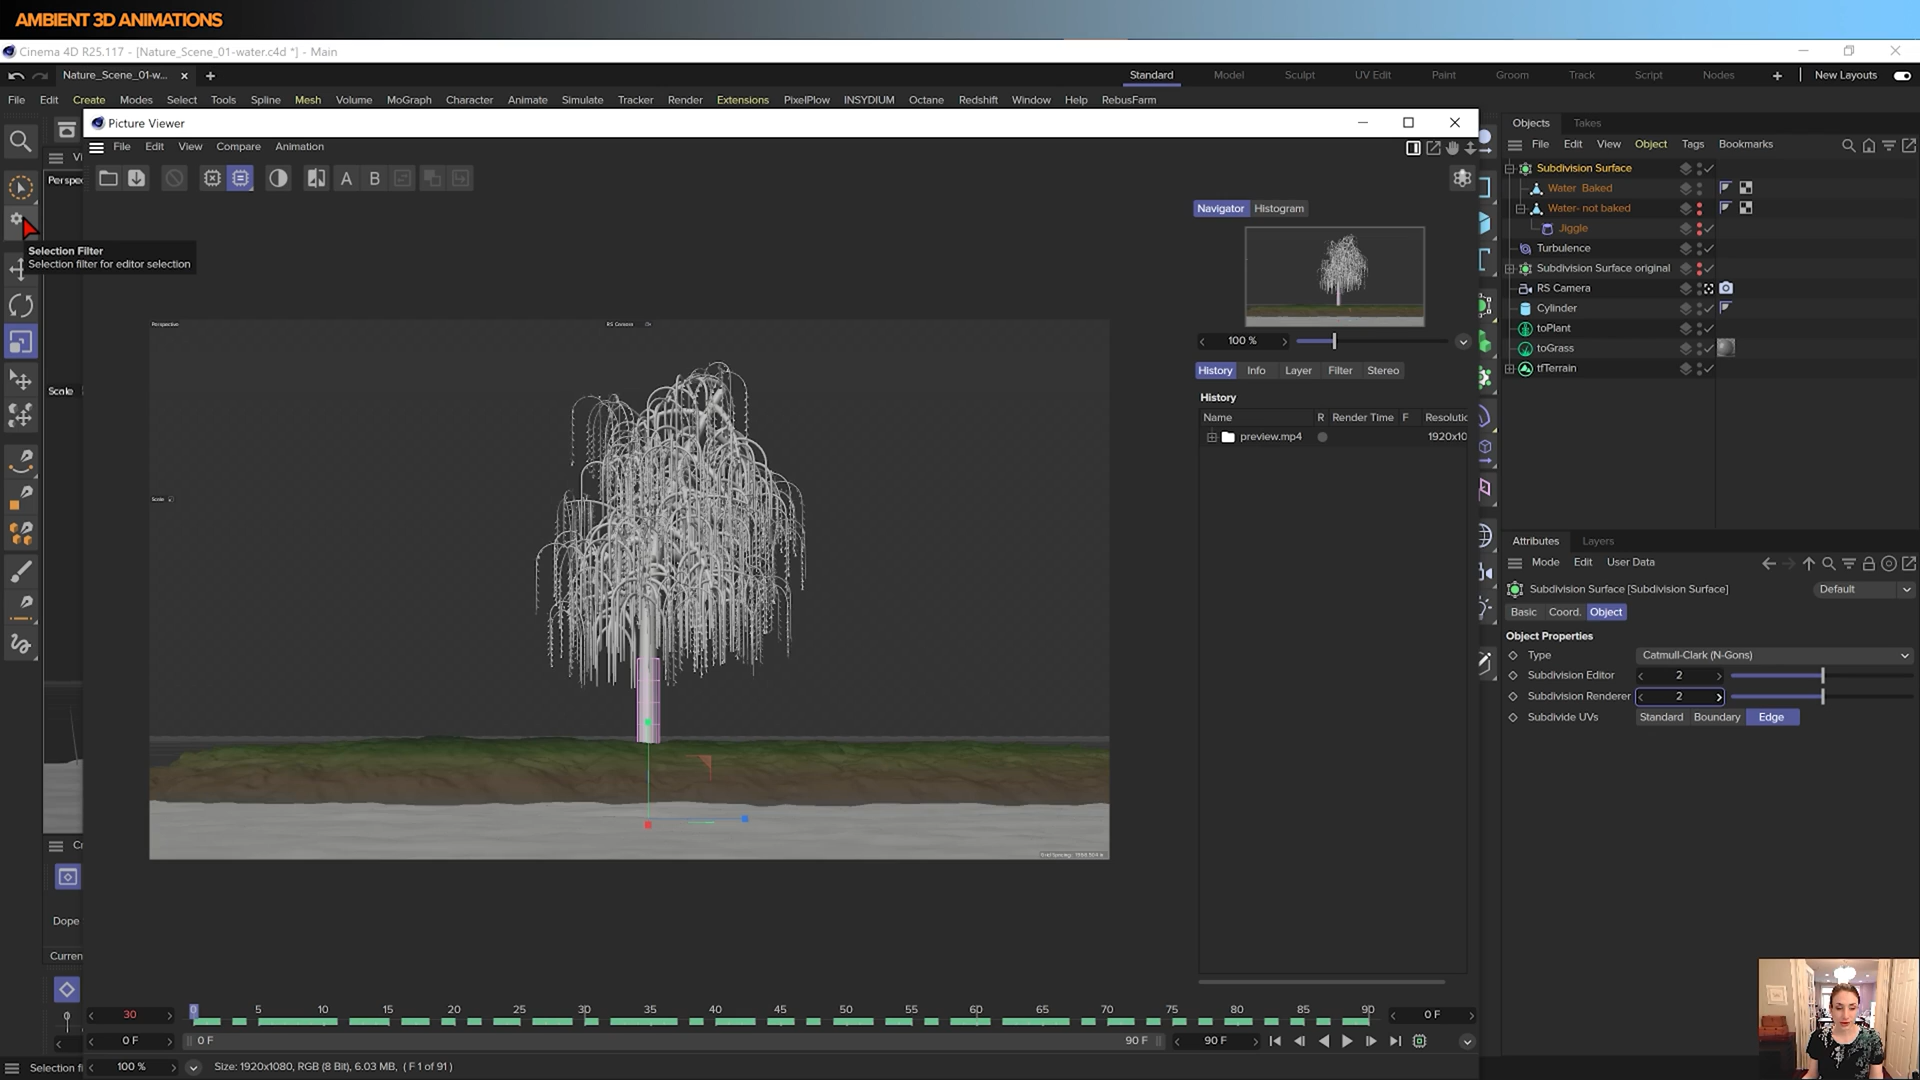 AMBIENT 3D ANIMATIONS
Cinema 4D R25.117 - [Nature_Scene_01-water.c4d *] - Main
Nature_Scene_01-w...
Standard Model Sculpt UV Edit Paint Groom Track Script Nodes New Layouts
File Edit Create Modes Select Tools Spline Mesh Volume MoGraph Character Animate Simulate Tracker Render Extensions PixelPlow INSYDIUM Octane Redshift Window Help RebusFarm
Picture Viewer
File Edit View Compare Animation
A B
Perspe
Selection Filter
Selection filter for editor selection
Scale
Perspective
RS Camera
Scale
Navigator Histogram
100 %
History Info Layer Filter Stereo
History
Name R Render Time F Resolutic
preview.mp4 1920x10
Objects Takes
File Edit View Object Tags Bookmarks
Subdivision Surface
Water Baked
Water- not baked
Jiggle
Turbulence
Subdivision Surface original
RS Camera
Cylinder
toPlant
toGrass
tfTerrain
Attributes Layers
Mode Edit User Data
Subdivision Surface [Subdivision Surface]
Default
Basic Coord. Object
Object Properties
Type Catmull-Clark (N-Gons)
Subdivision Editor 2
Subdivision Renderer 2
Subdivide UVs Standard Boundary Edge
Dope
Curren
0
30
0 5 10 15 20 25 30 35 40 45 50 55 60 65 70 75 80 85 90
0 F
0 F 0 F 90 F 90 F
Selection fi
100 %
Size: 1920x1080, RGB (8 Bit), 6.03 MB, ( F 1 of 91 )